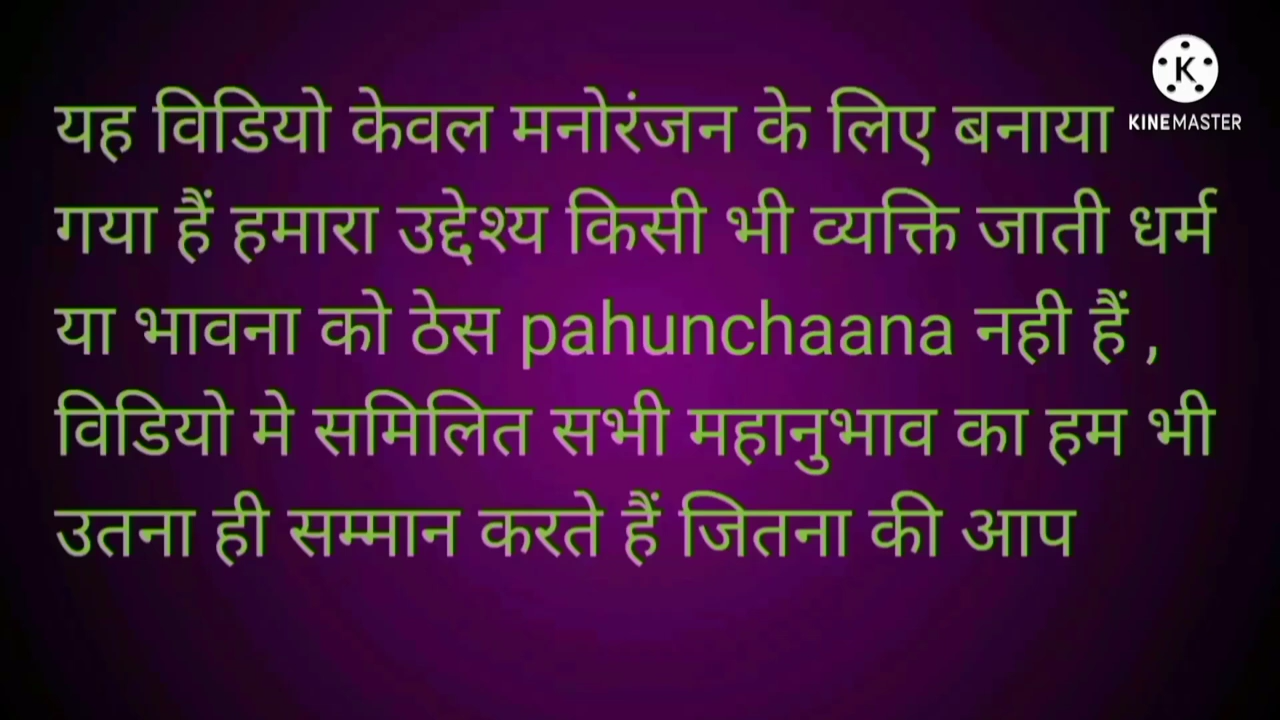 यह विडियो केवल मनोरंजन के लिए बनाया
गया हैं हमारा उद्देश्य किसी भी व्यक्ति जाती धर्म
या भावना को ठेस pahunchaana नही हैं ,
विडियो मे समिलित सभी महानुभाव का हम भी
उतना ही सम्मान करते हैं जितना की आप
K
KINEMASTER